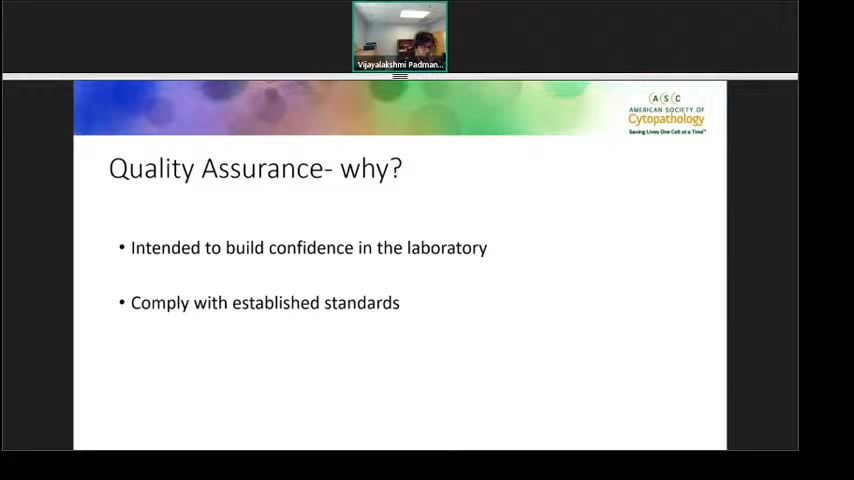 Vijayalakshmi Padman...
A S C
AMERICAN SOCIETY OF
Cytopathology
Saving Lives One Cell at a Time™
Quality Assurance- why?
• Intended to build confidence in the laboratory
• Comply with established standards